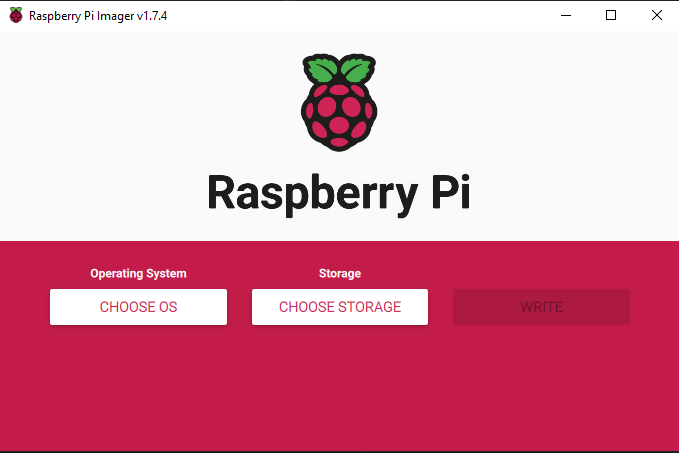 Raspberry Pi Imager v1.7.4
Raspberry Pi
Operating System
Storage
CHOOSE OS
CHOOSE STORAGE
WRITE